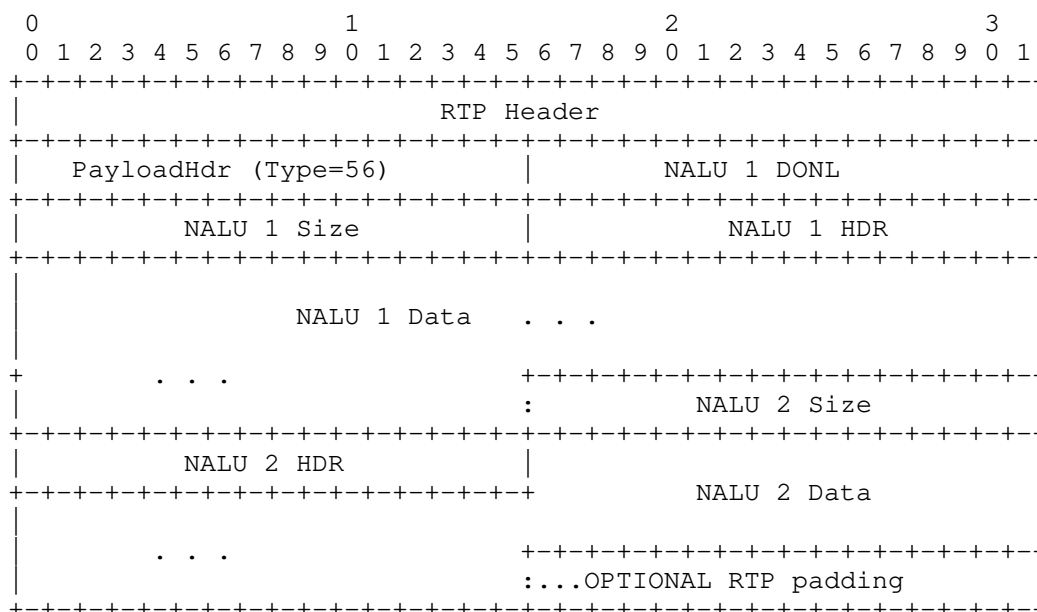 0                   1                   2                   3
 0 1 2 3 4 5 6 7 8 9 0 1 2 3 4 5 6 7 8 9 0 1 2 3 4 5 6 7 8 9 0 1
+-+-+-+-+-+-+-+-+-+-+-+-+-+-+-+-+-+-+-+-+-+-+-+-+-+-+-+-+-+-+-+-
|                          RTP Header
+-+-+-+-+-+-+-+-+-+-+-+-+-+-+-+-+-+-+-+-+-+-+-+-+-+-+-+-+-+-+-+-
|   PayloadHdr (Type=56)        |        NALU 1 DONL
+-+-+-+-+-+-+-+-+-+-+-+-+-+-+-+-+-+-+-+-+-+-+-+-+-+-+-+-+-+-+-+-
|          NALU 1 Size          |            NALU 1 HDR
+-+-+-+-+-+-+-+-+-+-+-+-+-+-+-+-+-+-+-+-+-+-+-+-+-+-+-+-+-+-+-+-
|
|                 NALU 1 Data   . . .
|
+        . . .                  +-+-+-+-+-+-+-+-+-+-+-+-+-+-+-+-
|                               :          NALU 2 Size
+-+-+-+-+-+-+-+-+-+-+-+-+-+-+-+-+-+-+-+-+-+-+-+-+-+-+-+-+-+-+-+-
|          NALU 2 HDR           |
+-+-+-+-+-+-+-+-+-+-+-+-+-+-+-+-+          NALU 2 Data
|
|        . . .                  +-+-+-+-+-+-+-+-+-+-+-+-+-+-+-+-
|                               :...OPTIONAL RTP padding
+-+-+-+-+-+-+-+-+-+-+-+-+-+-+-+-+-+-+-+-+-+-+-+-+-+-+-+-+-+-+-+-